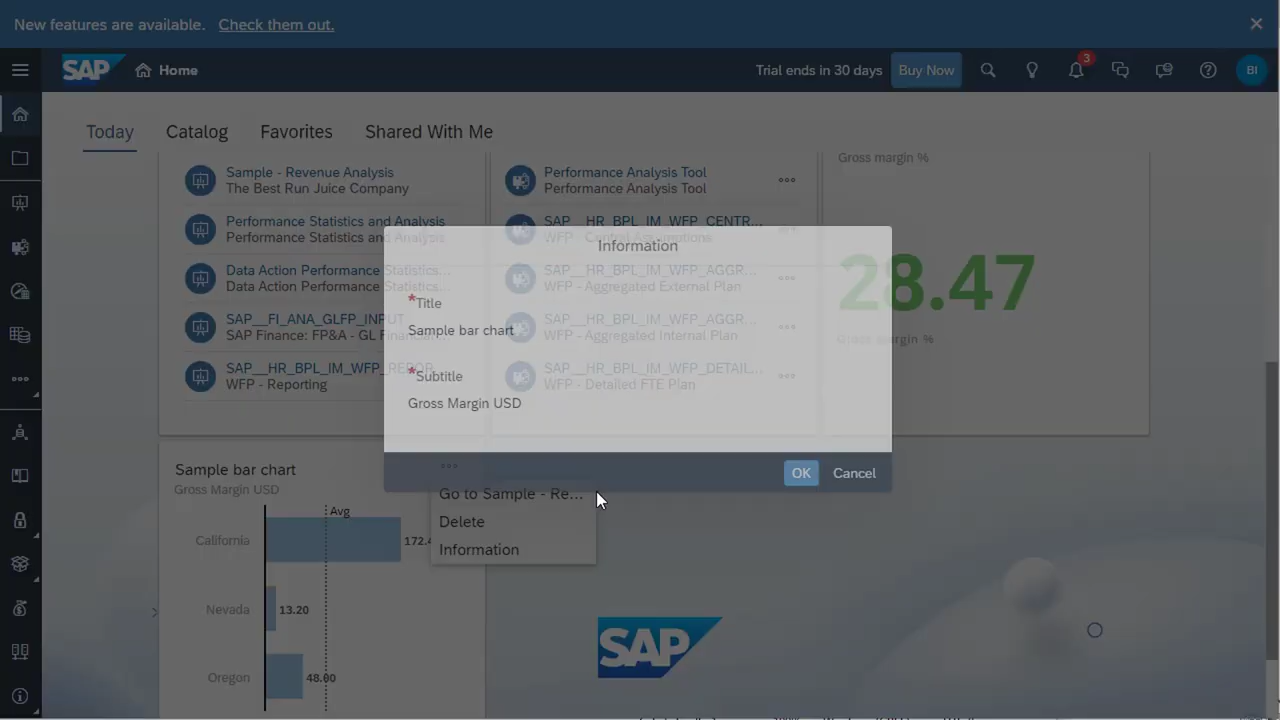 New features are available. Check them out.
SAP Home
Trial ends in 30 days Buy Now 3 BI
Today Catalog Favorites Shared With Me
Sample - Revenue Analysis
The Best Run Juice Company
Performance Statistics and Analysis
Performance Statistics and Analysis
Data Action Performance Statistics...
Data Action Performance Statistics...
SAP__FI_ANA_GLFP_INPUT
SAP Finance: FP&A - GL Financial...
SAP__HR_BPL_IM_WFP_REPOR...
WFP - Reporting
Performance Analysis Tool
Performance Analysis Tool
SAP__HR_BPL_IM_WFP_CENTR...
WFP - Central Assumptions
SAP__HR_BPL_IM_WFP_AGGR...
WFP - Aggregated External Plan
SAP__HR_BPL_IM_WFP_AGGR...
WFP - Aggregated Internal Plan
SAP__HR_BPL_IM_WFP_DETAIL...
WFP - Detailed FTE Plan
Gross margin %
28.47
Gross margin %
Information
*Title
Sample bar chart
*Subtitle
Gross Margin USD
OK Cancel
Go to Sample - Re...
Delete
Information
Sample bar chart
Gross Margin USD
Avg
California 172.4
Nevada 13.20
Oregon 48.00
SAP